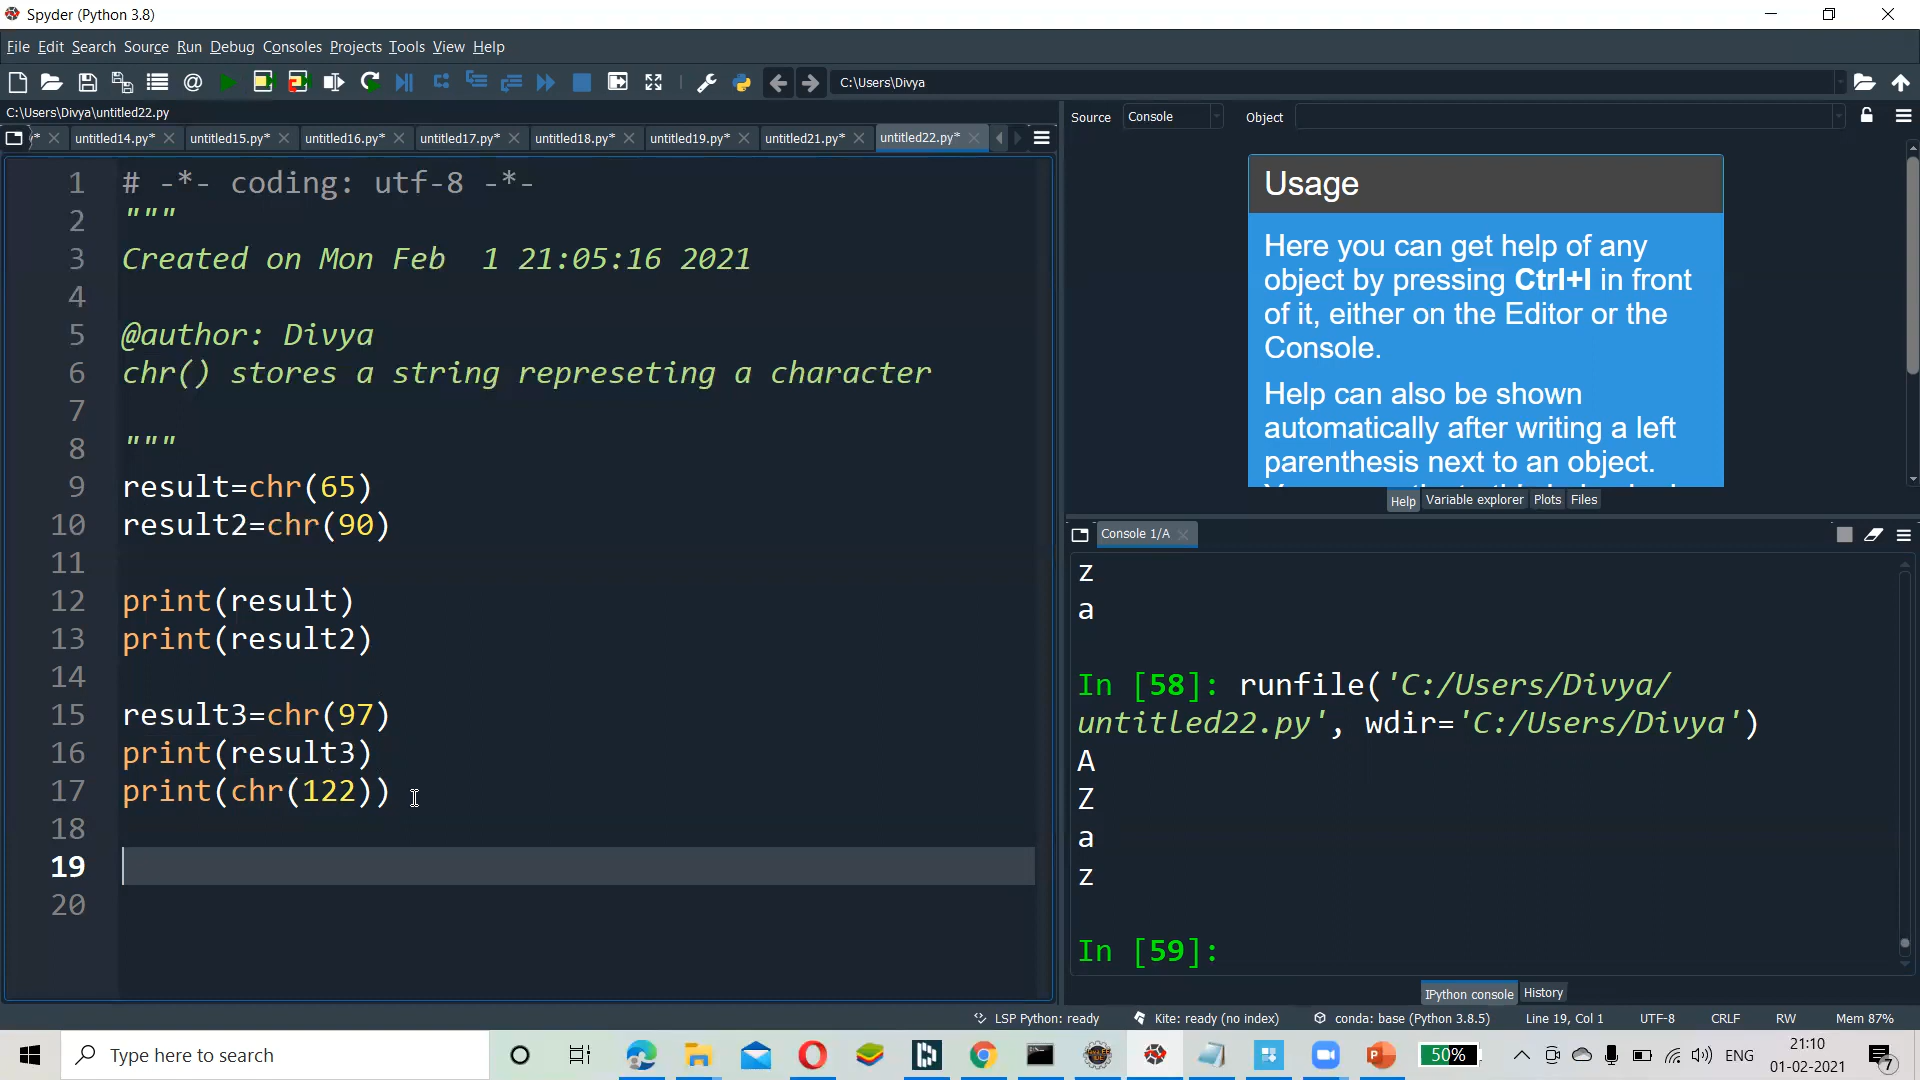 Spyder (Python 3.8)
File Edit Search Source Run Debug Consoles Projects Tools View Help
C:\Users\Divya
C:\Users\Divya\untitled22.py
untitled14.py* untitled15.py* untitled16.py* untitled17.py* untitled18.py* untitled19.py* untitled21.py* untitled22.py*
1 # -*- coding: utf-8 -*-
2 """
3 Created on Mon Feb  1 21:05:16 2021
4
5 @author: Divya
6 chr() stores a string represeting a character
7
8 """
9 result=chr(65)
10 result2=chr(90)
11
12 print(result)
13 print(result2)
14
15 result3=chr(97)
16 print(result3)
17 print(chr(122))
18
19
20
Source Console Object
Usage
Here you can get help of any
object by pressing Ctrl+I in front
of it, either on the Editor or the
Console.
Help can also be shown
automatically after writing a left
parenthesis next to an object.
Help Variable explorer Plots Files
Console 1/A
z
a
In [58]: runfile('C:/Users/Divya/
untitled22.py', wdir='C:/Users/Divya')
A
Z
a
z
In [59]:
IPython console History
LSP Python: ready Kite: ready (no index) conda: base (Python 3.8.5) Line 19, Col 1 UTF-8 CRLF RW Mem 87%
Type here to search
50%
ENG
21:10
01-02-2021
7